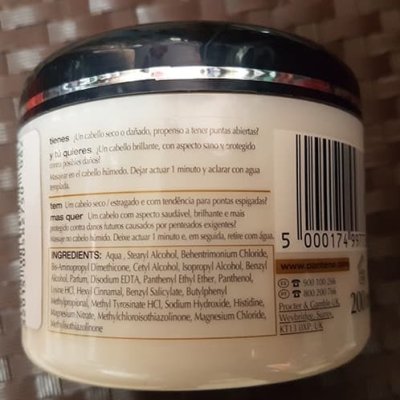 tienes ¿Un cabello seco o dañado, propenso a tener puntas abiertas?
y tú quieres ¿Un cabello brillante, con aspecto sano y protegido
contra posibles daños?
Masajear en el cabello húmedo. Dejar actuar 1 minuto y aclarar con agua
templada.
tem Um cabelo seco / estragado e com tendência para pontas espigadas?
mas quer Um cabelo com aspecto saudável, brilhante e mais
protegido contra danos futuros causados por penteados exigentes?
Massajar no cabelo húmido. Deixe actuar 1 minuto e, em seguida, retire com água.
INGREDIENTS: Aqua , Stearyl Alcohol, Behentrimonium Chloride,
Bis-Aminopropyl Dimethicone, Cetyl Alcohol, Isopropyl Alcohol, Benzyl
Alcohol, Parfum, Disodium EDTA, Panthenyl Ethyl Ether, Panthenol,
Lysine HCl, Hexyl Cinnamal, Benzyl Salicylate, Butylphenyl
Methylpropional, Methyl Tyrosinate HCl, Sodium Hydroxide, Histidine,
Magnesium Nitrate, Methylchloroisothiazolinone, Magnesium Chloride,
Methylisothiazolinone
5 000174
www.pantene.com
ES 900 100 266
PT 800 200 766
Procter & Gamble UK,
Weybridge, Surrey,
KT13 0XP, UK
200